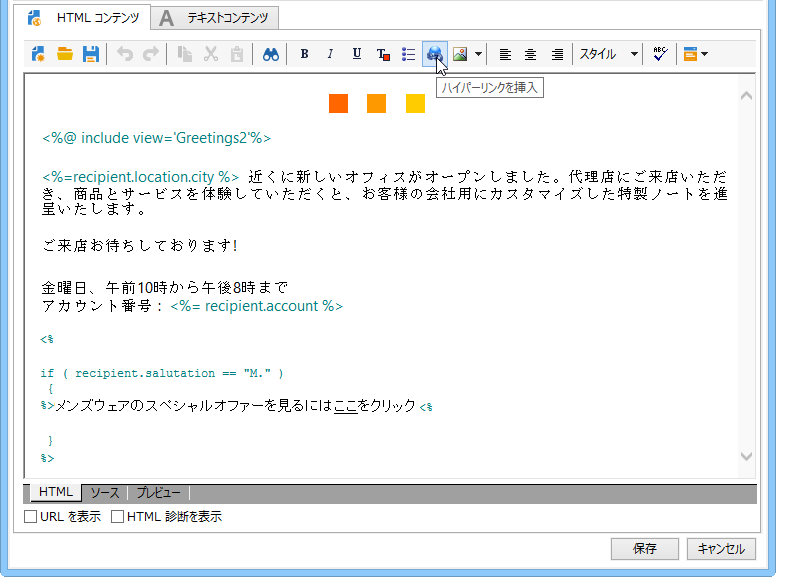 HTML コンテンツ
A テキストコンテンツ
B I U T スタイル ABC
ハイパーリンクを挿入
<%@ include view='Greetings2'%>
<%=recipient.location.city %> 近くに新しいオフィスがオープンしました。代理店にご来店いただ
き、商品とサービスを体験していただくと、お客様の会社用にカスタマイズした特製ノートを進
呈いたします。
ご来店お待ちしております!
金曜日、午前10時から午後8時まで
アカウント番号： <%= recipient.account %>
<%
if ( recipient.salutation == "M." )
{
%>メンズウェアのスペシャルオファーを見るにはここをクリック <%
}
%>
HTML ソース プレビュー
URL を表示 HTML 診断を表示
保存 キャンセル